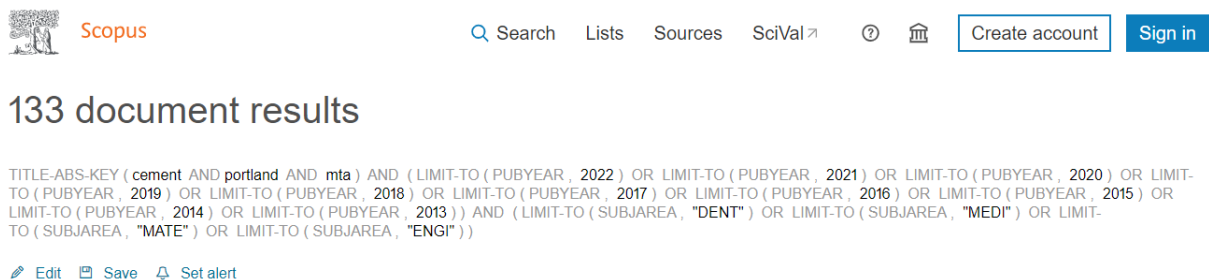 Scopus
Search Lists Sources SciVal Create account Sign in
133 document results
TITLE-ABS-KEY ( cement AND portland AND mta ) AND ( LIMIT-TO ( PUBYEAR , 2022 ) OR LIMIT-TO ( PUBYEAR , 2021 ) OR LIMIT-TO ( PUBYEAR , 2020 ) OR LIMIT-
TO ( PUBYEAR , 2019 ) OR LIMIT-TO ( PUBYEAR , 2018 ) OR LIMIT-TO ( PUBYEAR , 2017 ) OR LIMIT-TO ( PUBYEAR , 2016 ) OR LIMIT-TO ( PUBYEAR , 2015 ) OR
LIMIT-TO ( PUBYEAR , 2014 ) OR LIMIT-TO ( PUBYEAR , 2013 ) ) AND ( LIMIT-TO ( SUBJAREA , "DENT" ) OR LIMIT-TO ( SUBJAREA , "MEDI" ) OR LIMIT-
TO ( SUBJAREA , "MATE" ) OR LIMIT-TO ( SUBJAREA , "ENGI" ) )
Edit Save Set alert